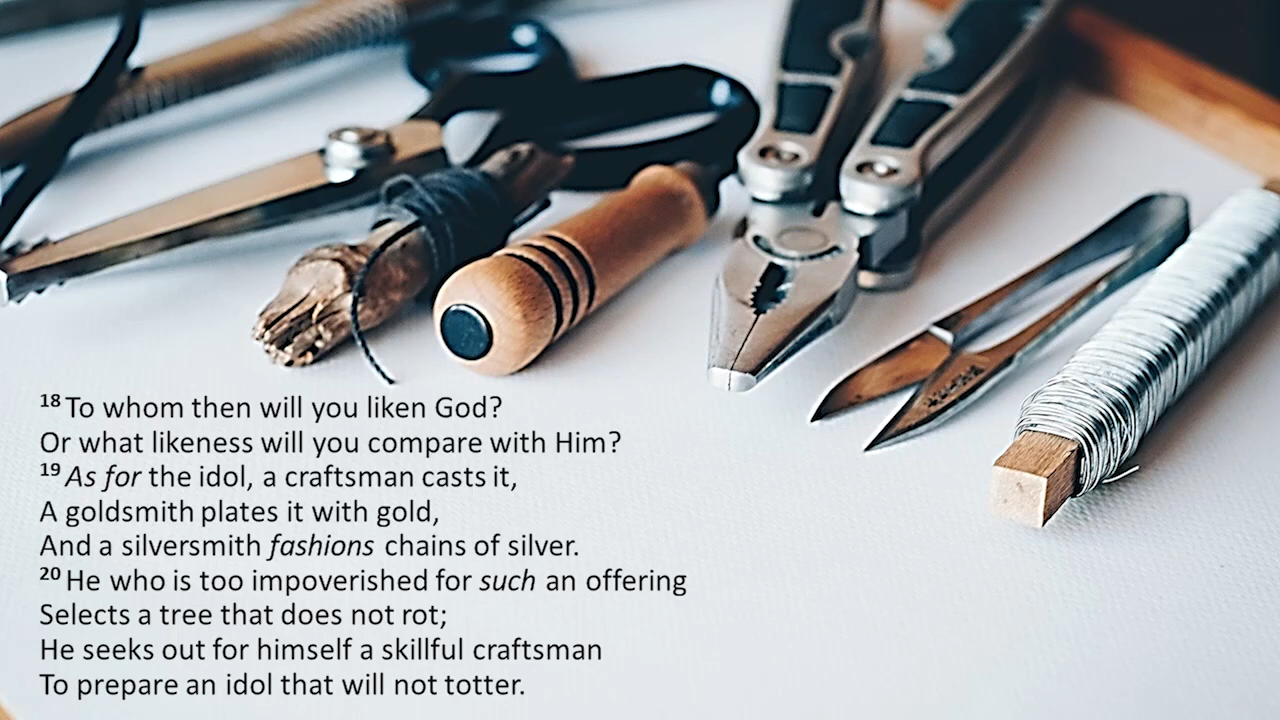 18 To whom then will you liken God?
Or what likeness will you compare with Him?
19 As for the idol, a craftsman casts it,
A goldsmith plates it with gold,
And a silversmith fashions chains of silver.
20 He who is too impoverished for such an offering
Selects a tree that does not rot;
He seeks out for himself a skillful craftsman
To prepare an idol that will not totter.